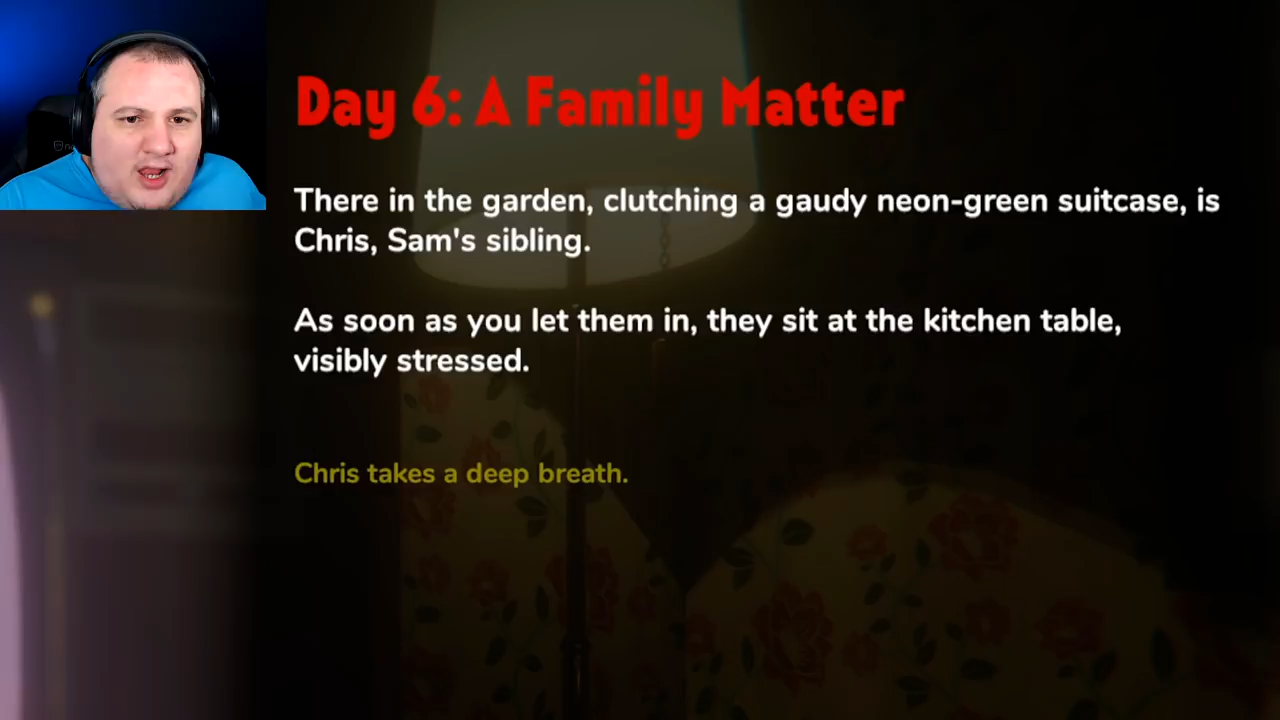 Day 6: A Family Matter
There in the garden, clutching a gaudy neon-green suitcase, is
Chris, Sam's sibling.
As soon as you let them in, they sit at the kitchen table,
visibly stressed.
Chris takes a deep breath.